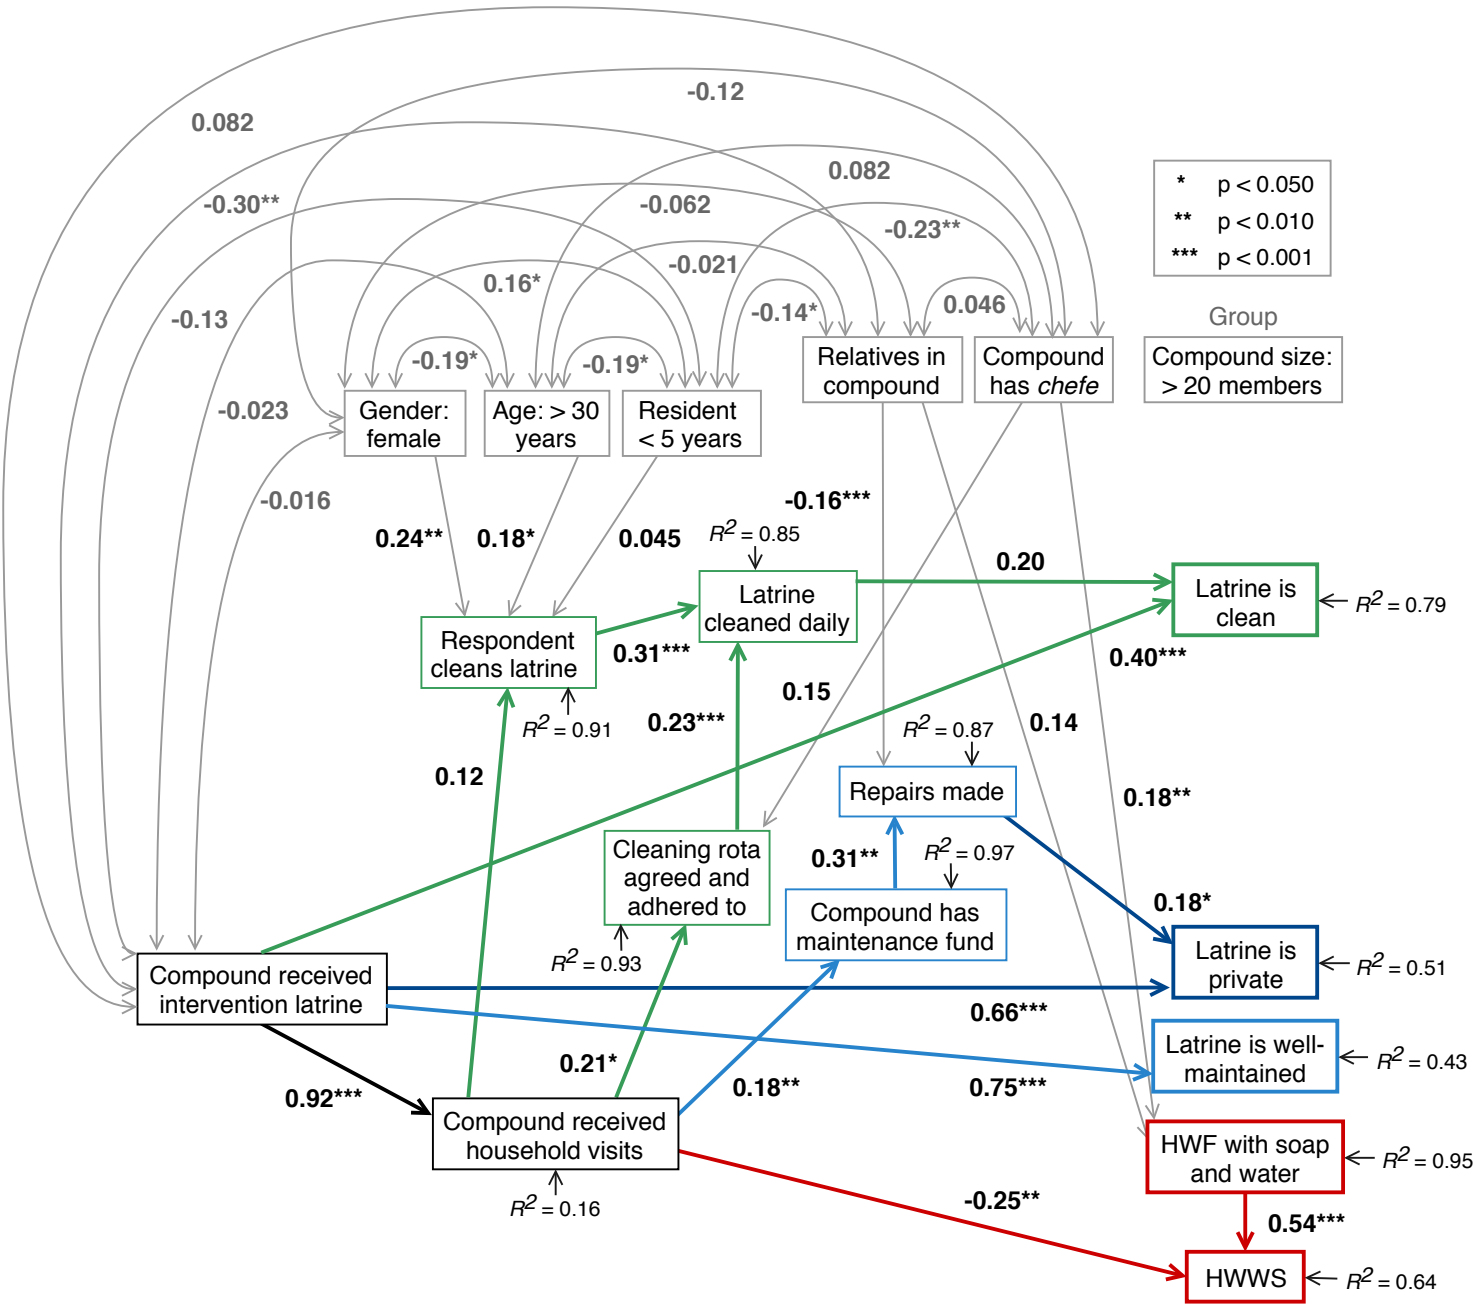 -0.12
0.082
0.082
-0.30**
-0.062
-0.23**
* p < 0.050
** p < 0.010
*** p < 0.001
-0.021
0.16*
-0.14*
0.046
-0.13
Group
-0.19*
-0.19*
Relatives in
compound
Compound
has chefe
Compound size:
> 20 members
-0.023
Gender:
female
Age: > 30
years
Resident
< 5 years
-0.016
-0.16***
0.24**
0.18*
0.045
R2 = 0.85
0.20
Latrine
cleaned daily
Latrine is
clean
R2 = 0.79
Respondent
cleans latrine
0.31***
0.40***
0.15
R2 = 0.91
0.23***
R2 = 0.87
0.14
0.12
Repairs made
0.18**
Cleaning rota
agreed and
adhered to
0.31**
R2 = 0.97
Compound has
maintenance fund
0.18*
R2 = 0.93
Latrine is
private
R2 = 0.51
Compound received
intervention latrine
0.66***
Latrine is well-
maintained
R2 = 0.43
0.21*
0.18**
0.75***
0.92***
Compound received
household visits
HWF with soap
and water
R2 = 0.95
R2 = 0.16
-0.25**
0.54***
HWWS
R2 = 0.64